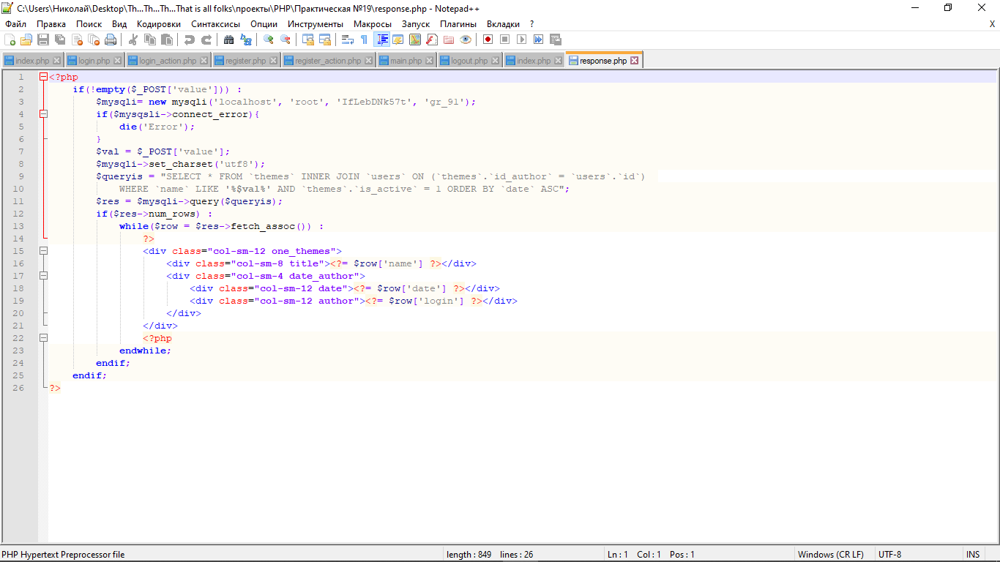 C:\Users\Николай\Desktop\Th...Th...Th...That is all folks\проекты\PHP\Практическая №19\response.php - Notepad++
Файл Правка Поиск Вид Кодировки Синтаксисы Опции Инструменты Макросы Запуск Плагины Вкладки ? X
index.php login.php login_action.php register.php register_action.php main.php logout.php index.php response.php
1 <?php
2 if(!empty($_POST['value'])) :
3 $mysqli= new mysqli('localhost', 'root', 'IfLebDNk57t', 'gr_91');
4 if($mysqsli->connect_error){
5 die('Error');
6 }
7 $val = $_POST['value'];
8 $mysqli->set_charset('utf8');
9 $queryis = "SELECT * FROM `themes` INNER JOIN `users` ON (`themes`.`id_author` = `users`.`id`)
10 WHERE `name` LIKE '%$val%' AND `themes`.`is_active` = 1 ORDER BY `date` ASC";
11 $res = $mysqli->query($queryis);
12 if($res->num_rows) :
13 while($row = $res->fetch_assoc()) :
14 ?>
15 <div class="col-sm-12 one_themes">
16 <div class="col-sm-8 title"><?= $row['name'] ?></div>
17 <div class="col-sm-4 date_author">
18 <div class="col-sm-12 date"><?= $row['date'] ?></div>
19 <div class="col-sm-12 author"><?= $row['login'] ?></div>
20 </div>
21 </div>
22 <?php
23 endwhile;
24 endif;
25 endif;
26 ?>
PHP Hypertext Preprocessor file length : 849 lines : 26 Ln : 1 Col : 1 Pos : 1 Windows (CR LF) UTF-8 INS